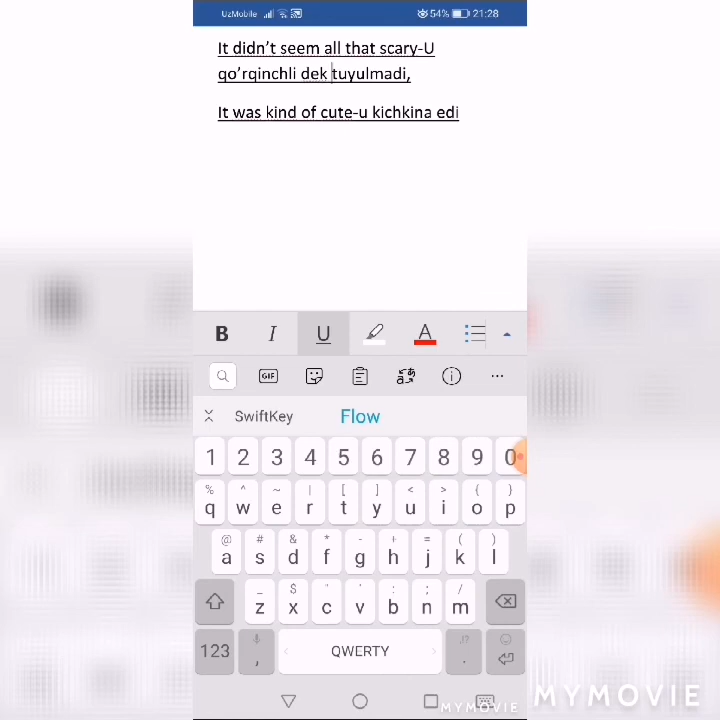 UzMobile 54% 21:28
It didn't seem all that scary-U
qo'rqinchli dek tuyulmadi,
It was kind of cute-u kichkina edi
B I U A
GIF
SwiftKey Flow
1 2 3 4 5 6 7 8 9 0
% ^ ~ | [ ] < > { }
q w e r t y u i o p
@ # & * - + = ( )
a s d f g h j k l
_ $ " ' : ; /
z x c v b n m
123 , QWERTY . !?
MYMOVIE
MYMOVIE